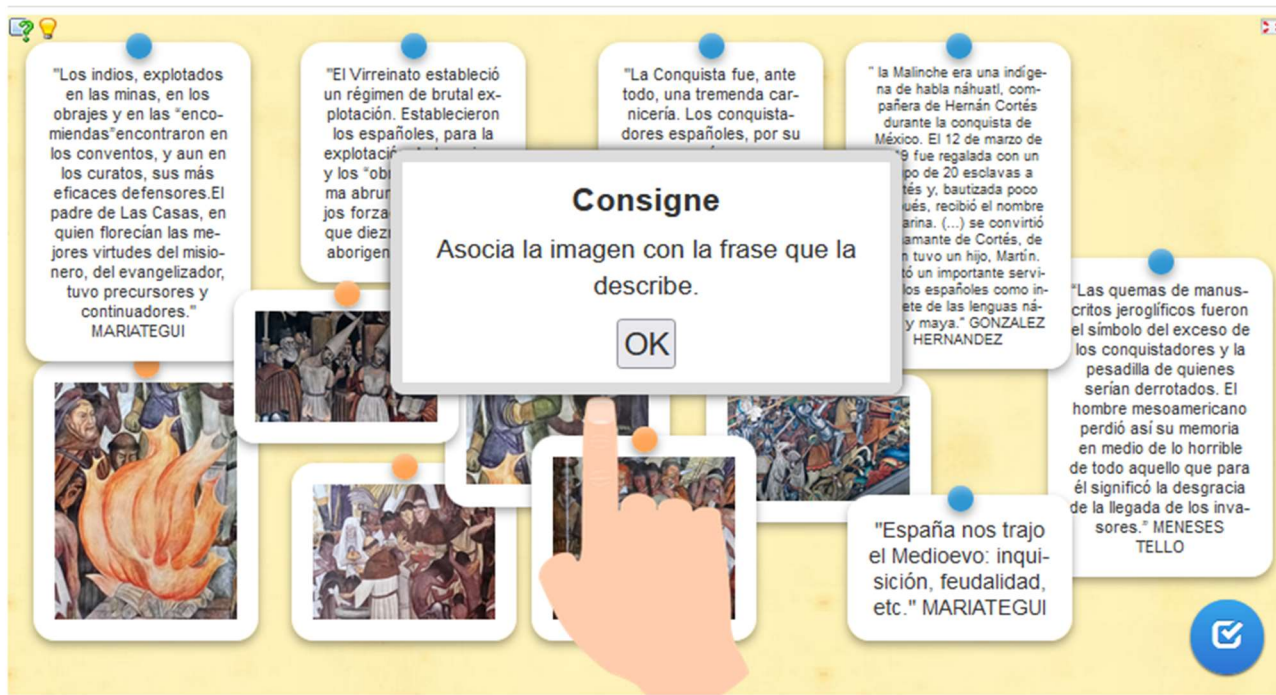 "Los indios, explotados
en las minas, en los
obrajes y en las “enco-
miendas”encontraron en
los conventos, y aun en
los curatos, sus más
eficaces defensores.El
padre de Las Casas, en
quien florecían las me-
jores virtudes del misio-
nero, del evangelizador,
tuvo precursores y
continuadores."
MARIATEGUI
"El Virreinato estableció
un régimen de brutal ex-
plotación. Establecieron
los españoles, para la
y los
jos
que
"La Conquista fue, ante
todo, una tremenda car-
nicería. Los conquista-
dores españoles, por su
" la Malinche era una indíge-
na de habla náhuatl, com-
pañera de Hernán Cortés
durante la conquista de
México. El 12 de marzo de
fue regalada con un
de 20 esclavas a
y, bautizada poco
recibió el nombre
(...) se convirtió
amante de Cortés, de
tuvo un hijo, Martín.
un importante servi-
los españoles como in-
de las lenguas ná-
y maya.” GONZALEZ
HERNANDEZ
"Las quemas de manus-
critos jeroglíficos fueron
el símbolo del exceso de
los conquistadores y la
pesadilla de quienes
serían derrotados. El
hombre mesoamericano
perdió así su memoria
en medio de lo horrible
de todo aquello que para
él significó la desgracia
de la llegada de los inva-
sores.” MENESES
TELLO
"España nos trajo
el Medioevo: inqui-
sición, feudalidad,
etc." MARIATEGUI
Consigne
Asocia la imagen con la frase que la
describe.
OK